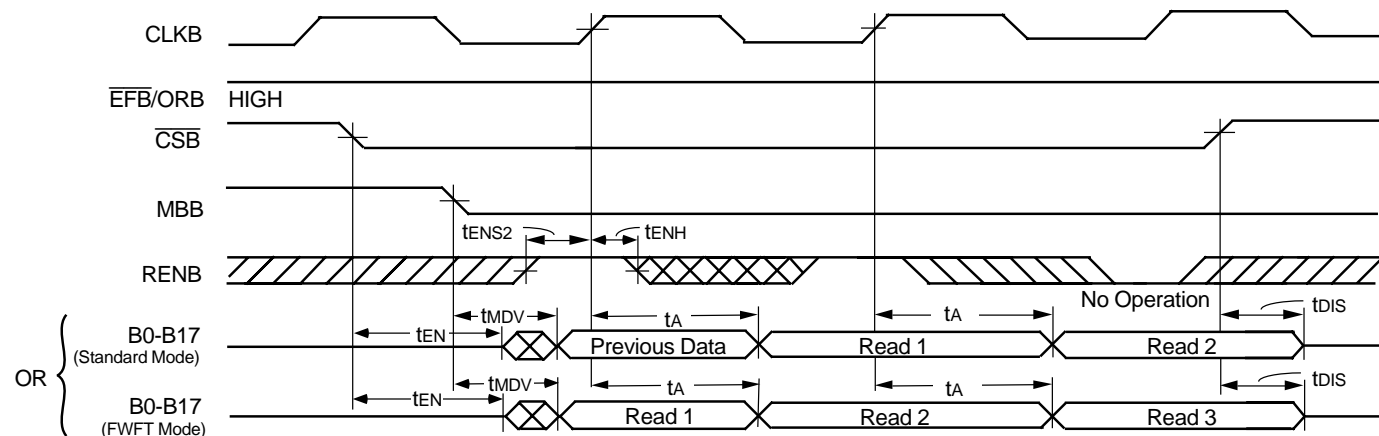 CLKB
EFB/ORB HIGH
CSB
MBB
tENS2 tENH
RENB
No Operation
tMDV tA tA tDIS
tEN
B0-B17
(Standard Mode)
Previous Data Read 1 Read 2
OR
tMDV tA tA tDIS
tEN
B0-B17
(FWFT Mode)
Read 1 Read 2 Read 3